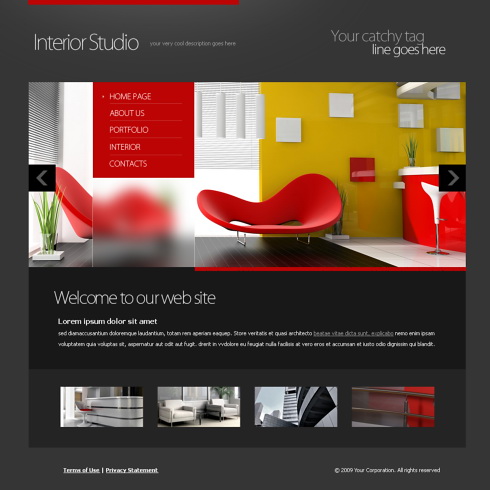 Interior Studio
your very cool description goes here
Your catchy tag
line goes here
HOME PAGE
ABOUT US
PORTFOLIO
INTERIOR
CONTACTS
Welcome to our web site
Lorem ipsum dolor sit amet
sed diamaccusantium doloremque laudantium, totam rem aperiam eaquep. Store veritatis et quasi architecto beatae vitae dicta sunt, explicabo nemo enim ipsam
voluptatem quia voluptas sit, aspernatur aut odit aut fugit. drerit in vvdolore eu feugiat nulla facilisis at vero eros et accumsan et iusto odio dignissim qui blandit.
Terms of Use | Privacy Statement
© 2009 Your Corporation. All rights reserved